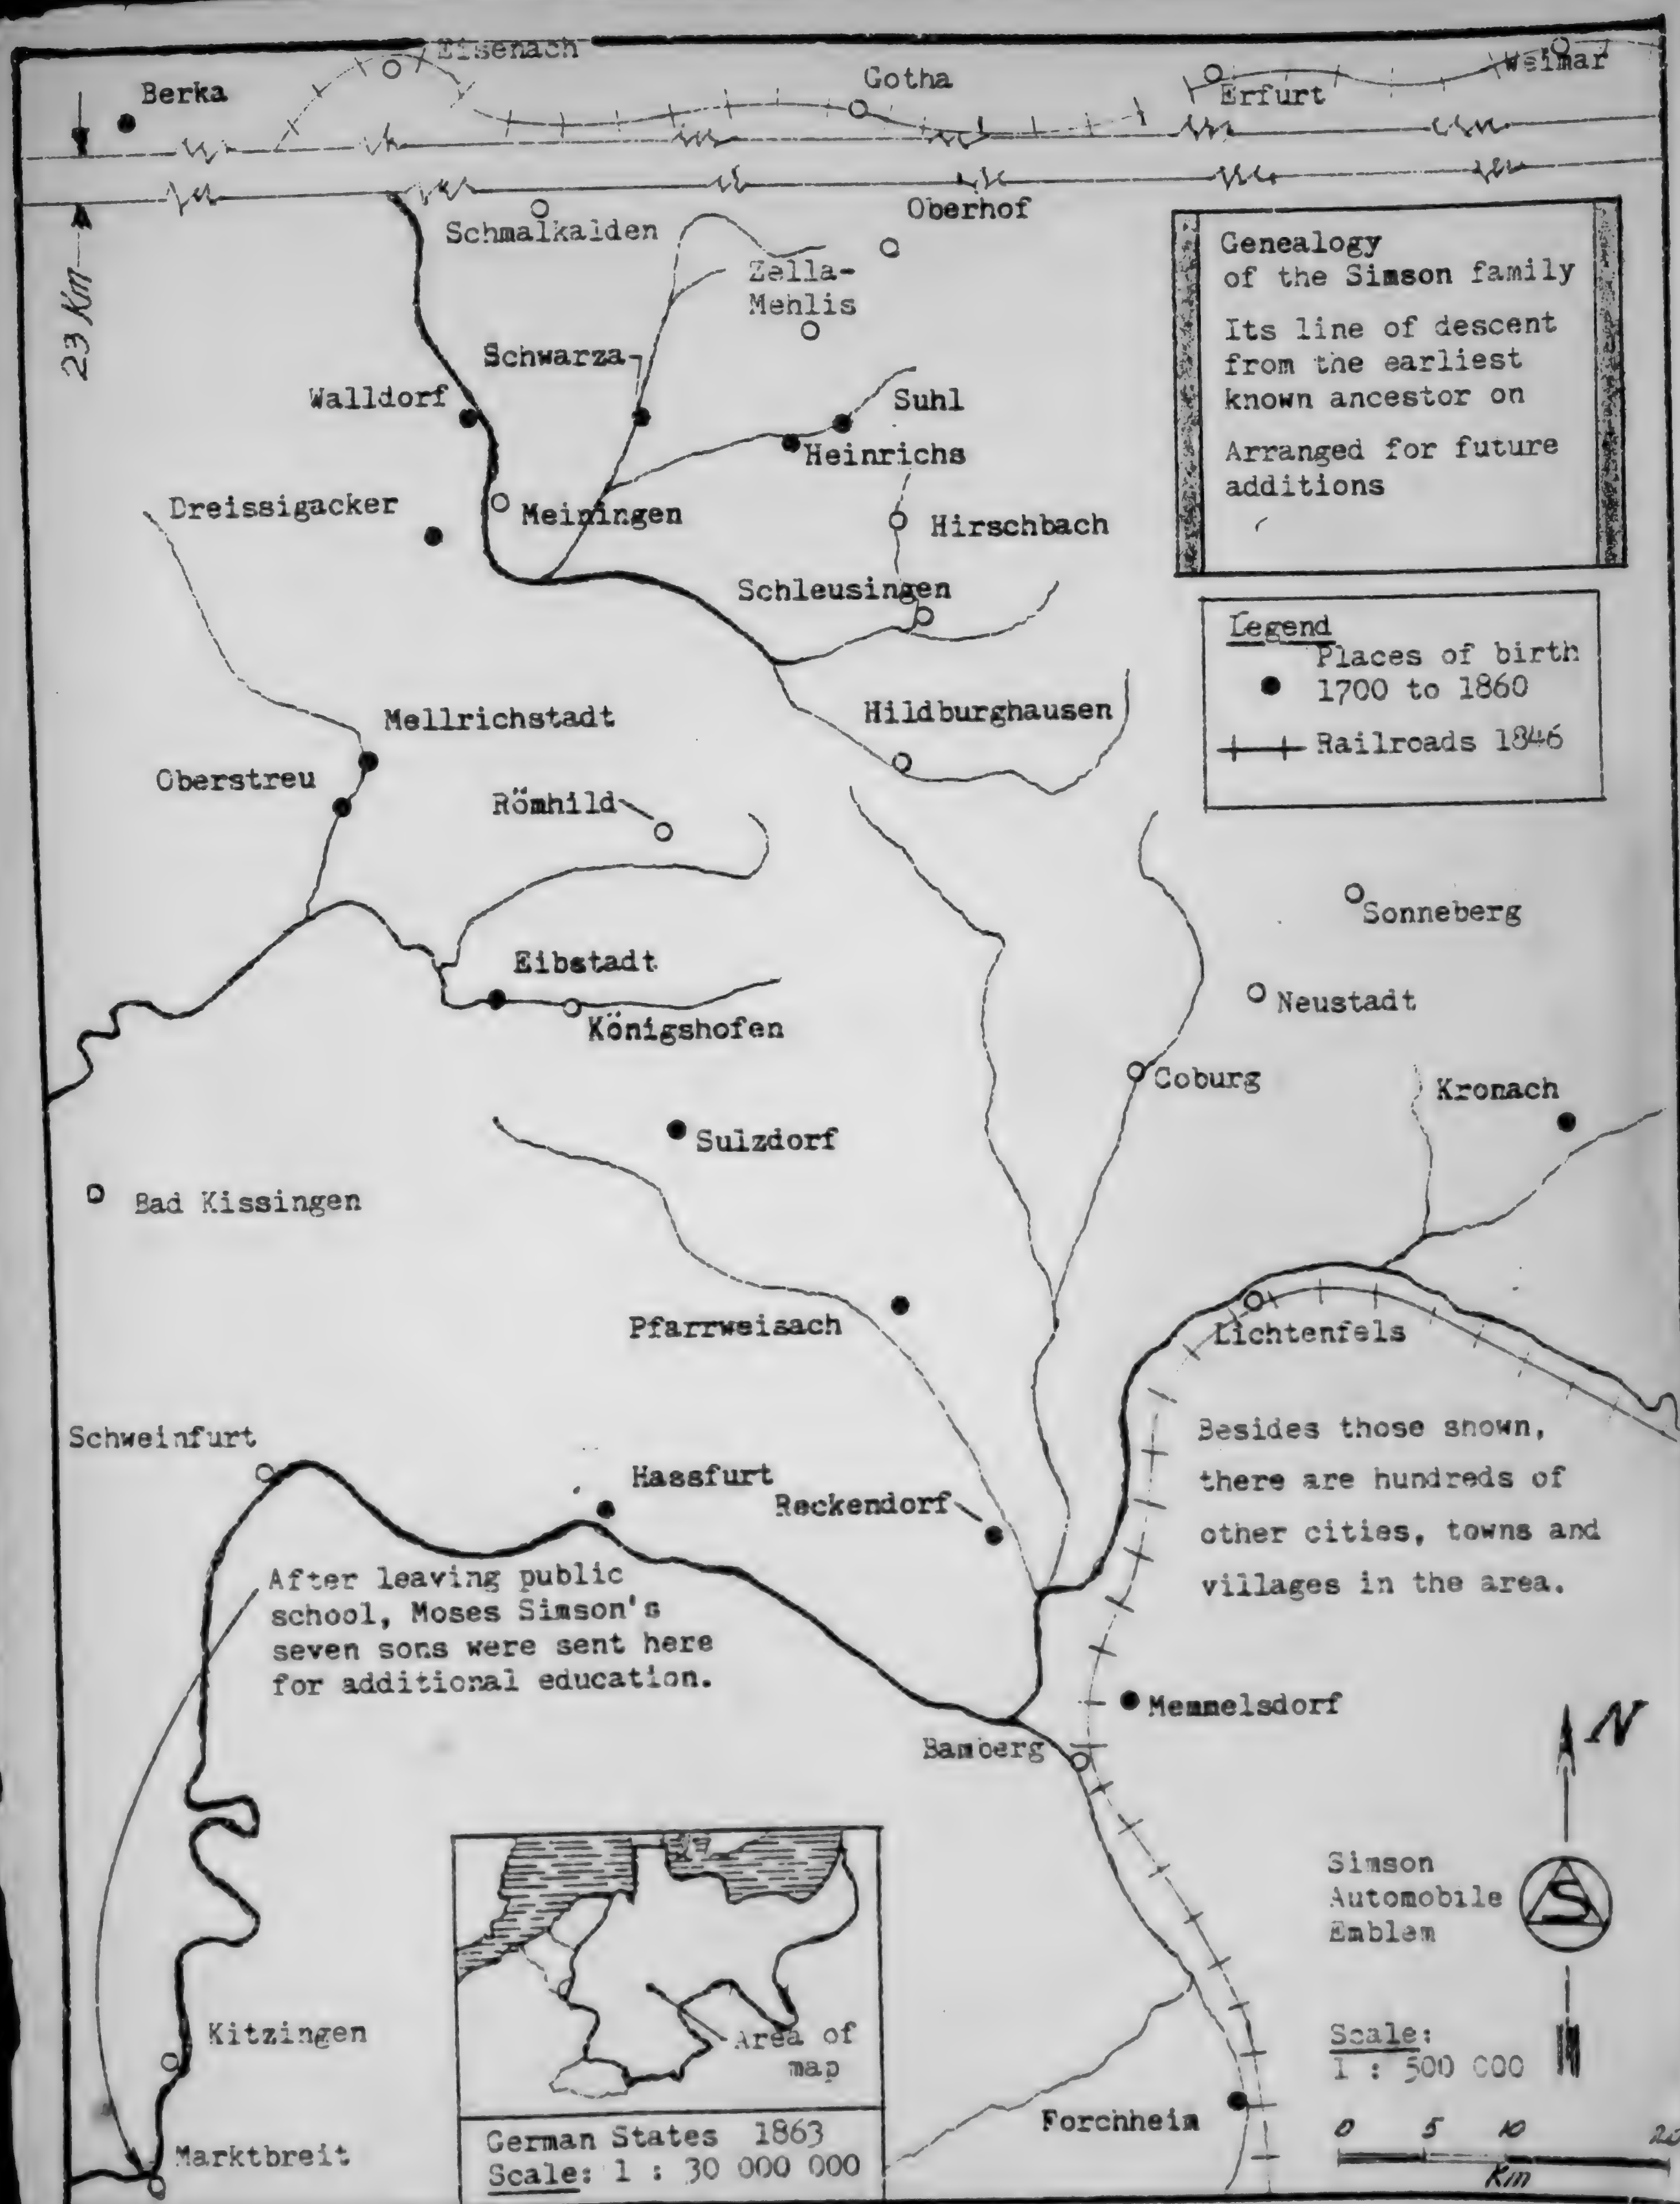 Eisenach
Gotha
Weimar
Berka
Erfurt
23 Km
Schmalkalden
Oberhof
Zella-
Mehlis
Genealogy
of the Simson family
Its line of descent
from the earliest
known ancestor on
Arranged for future
additions
Schwarza
Walldorf
Suhl
Heinrichs
Dreissigacker
Meiningen
Hirschbach
Schleusingen
Legend
Places of birth
1700 to 1860
Railroads 1846
Mellrichstadt
Hildburghausen
Oberstreu
Römhild
Sonneberg
Eibstadt
Neustadt
Königshofen
Coburg
Kronach
Sulzdorf
Bad Kissingen
Pfarrweisach
Lichtenfels
Schweinfurt
Hassfurt
Reckendorf
Besides those shown,
there are hundreds of
other cities, towns and
villages in the area.
After leaving public
school, Moses Simson's
seven sons were sent here
for additional education.
Memmelsdorf
Bamberg
N
Simson
Automobile
Emblem
S
Kitzingen
Area of
map
Scale:
1 : 500 000
Forchheim
0 5 10 20
Km
Marktbreit
German States 1863
Scale: 1 : 30 000 000